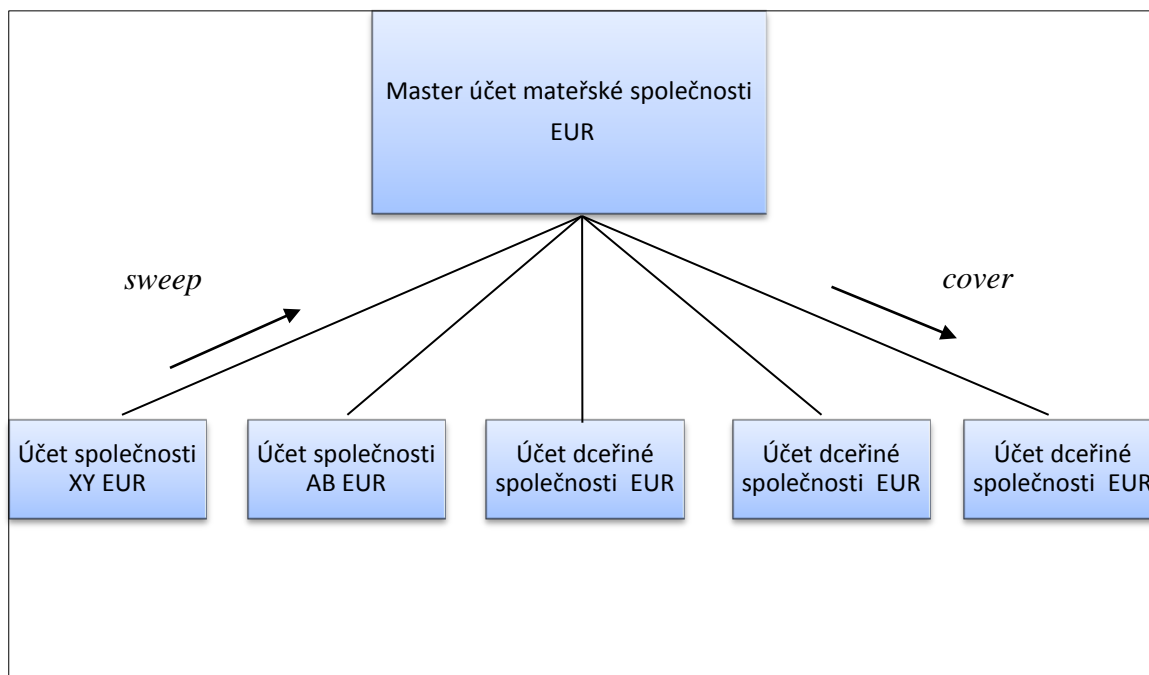 Master účet mateřské společnosti
EUR
sweep
cover
Účet společnosti
XY EUR
Účet společnosti
AB EUR
Účet dceřiné
společnosti  EUR
Účet dceřiné
společnosti  EUR
Účet dceřiné
společnosti  EUR